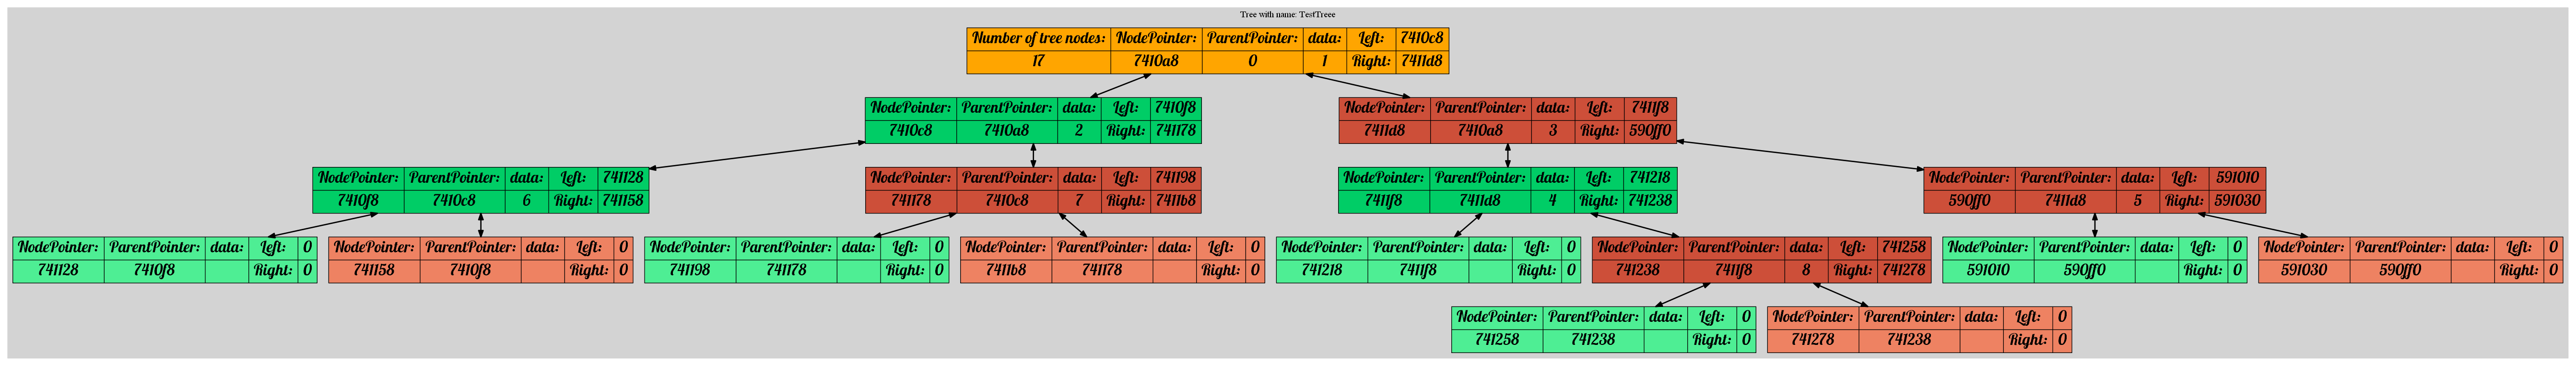 Tree with name: TestTreee
Number of tree nodes: NodePointer: ParentPointer: data: Left: 7410c8
17 7410a8 0 1 Right: 7411d8
NodePointer: ParentPointer: data: Left: 7410f8
7410c8 7410a8 2 Right: 741178
NodePointer: ParentPointer: data: Left: 7411f8
7411d8 7410a8 3 Right: 590ff0
NodePointer: ParentPointer: data: Left: 741128
7410f8 7410c8 6 Right: 741158
NodePointer: ParentPointer: data: Left: 741198
741178 7410c8 7 Right: 7411b8
NodePointer: ParentPointer: data: Left: 741218
7411f8 7411d8 4 Right: 741238
NodePointer: ParentPointer: data: Left: 591010
590ff0 7411d8 5 Right: 591030
NodePointer: ParentPointer: data: Left: 0
741128 7410f8 Right: 0
NodePointer: ParentPointer: data: Left: 0
741158 7410f8 Right: 0
NodePointer: ParentPointer: data: Left: 0
741198 741178 Right: 0
NodePointer: ParentPointer: data: Left: 0
7411b8 741178 Right: 0
NodePointer: ParentPointer: data: Left: 0
741218 7411f8 Right: 0
NodePointer: ParentPointer: data: Left: 741258
741238 7411f8 8 Right: 741278
NodePointer: ParentPointer: data: Left: 0
591010 590ff0 Right: 0
NodePointer: ParentPointer: data: Left: 0
591030 590ff0 Right: 0
NodePointer: ParentPointer: data: Left: 0
741258 741238 Right: 0
NodePointer: ParentPointer: data: Left: 0
741278 741238 Right: 0